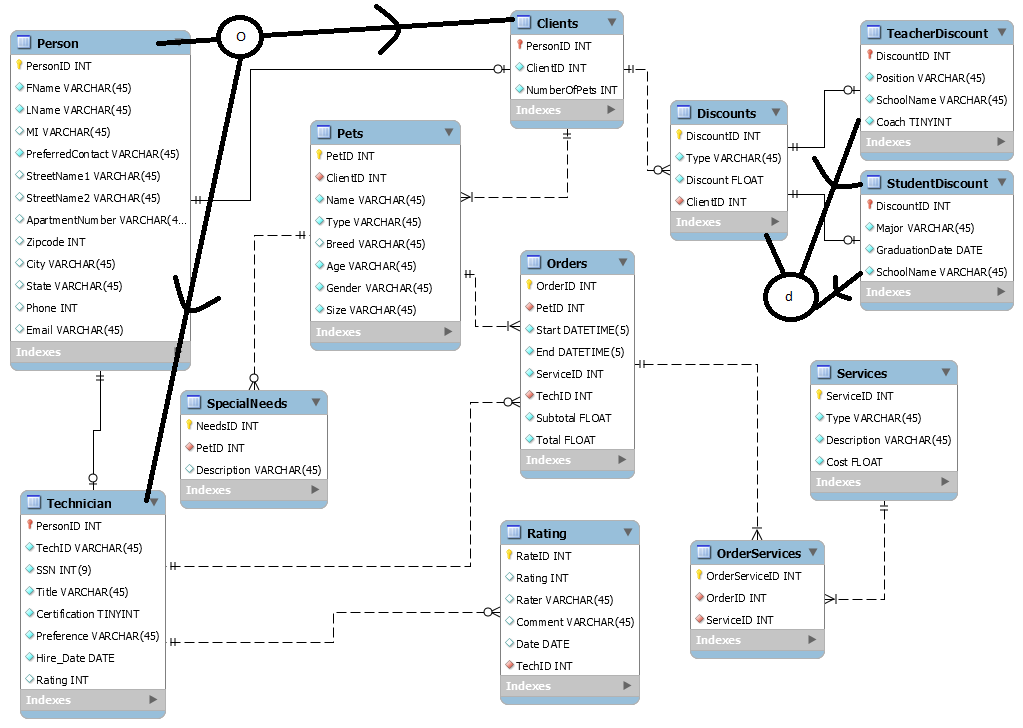 Person
PersonID INT
FName VARCHAR(45)
LName VARCHAR(45)
MI VARCHAR(45)
PreferredContact VARCHAR(45)
StreetName1 VARCHAR(45)
StreetName2 VARCHAR(45)
ApartmentNumber VARCHAR(4...
Zipcode INT
City VARCHAR(45)
State VARCHAR(45)
Phone INT
Email VARCHAR(45)
Indexes
O
Clients
PersonID INT
ClientID INT
NumberOfPets INT
Indexes
TeacherDiscount
DiscountID INT
Position VARCHAR(45)
SchoolName VARCHAR(45)
Coach TINYINT
Indexes
Discounts
DiscountID INT
Type VARCHAR(45)
Discount FLOAT
ClientID INT
Indexes
Pets
PetID INT
ClientID INT
Name VARCHAR(45)
Type VARCHAR(45)
Breed VARCHAR(45)
Age VARCHAR(45)
Gender VARCHAR(45)
Size VARCHAR(45)
Indexes
StudentDiscount
DiscountID INT
Major VARCHAR(45)
GraduationDate DATE
SchoolName VARCHAR(45)
Indexes
d
Orders
OrderID INT
PetID INT
Start DATETIME(5)
End DATETIME(5)
ServiceID INT
TechID INT
Subtotal FLOAT
Total FLOAT
Indexes
Services
ServiceID INT
Type VARCHAR(45)
Description VARCHAR(45)
Cost FLOAT
Indexes
SpecialNeeds
NeedsID INT
PetID INT
Description VARCHAR(45)
Indexes
Technician
PersonID INT
TechID VARCHAR(45)
SSN INT(9)
Title VARCHAR(45)
Certification TINYINT
Preference VARCHAR(45)
Hire_Date DATE
Rating INT
Indexes
Rating
RateID INT
Rating INT
Rater VARCHAR(45)
Comment VARCHAR(45)
Date DATE
TechID INT
Indexes
OrderServices
OrderServiceID INT
OrderID INT
ServiceID INT
Indexes